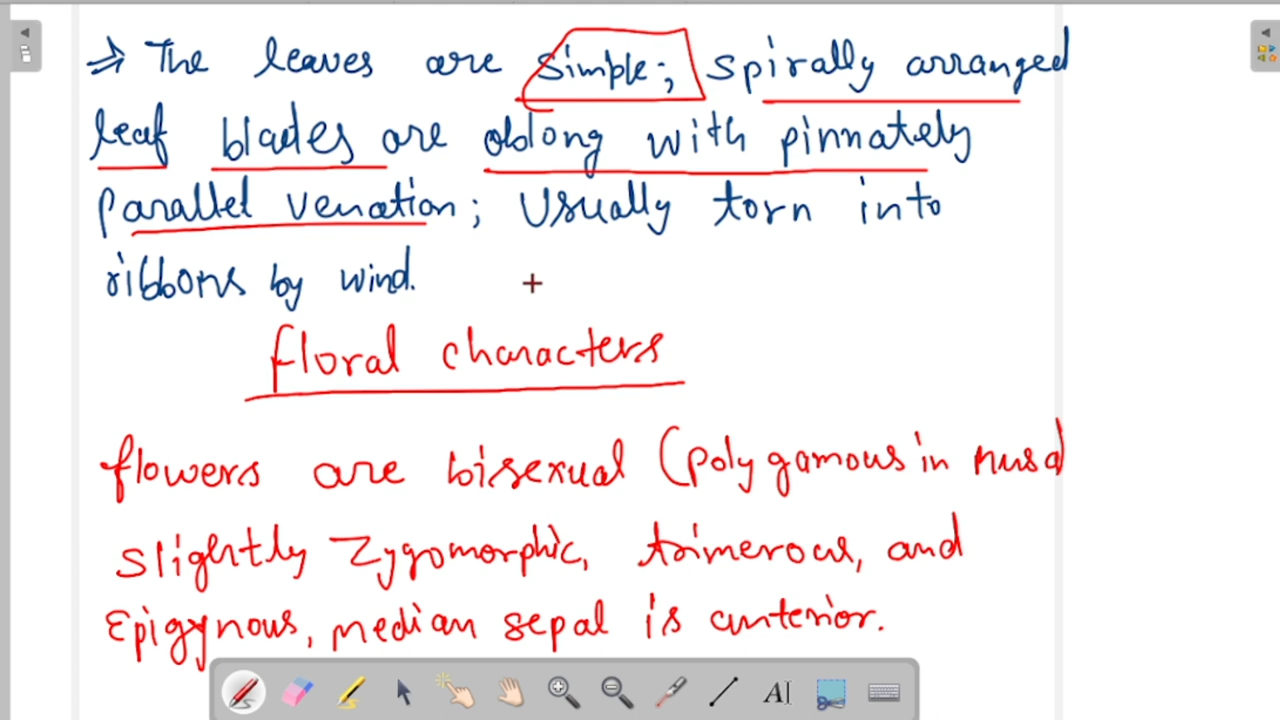 ⇒ The leaves are simple; spirally arranged
leaf blades are oblong with pinnately
parallel venation; Usually torn into
ribbons by wind.
floral characters
flowers are bisexual (polygamous in musa)
slightly zygomorphic, trimerous, and
Epigynous, median sepal is anterior.
AI